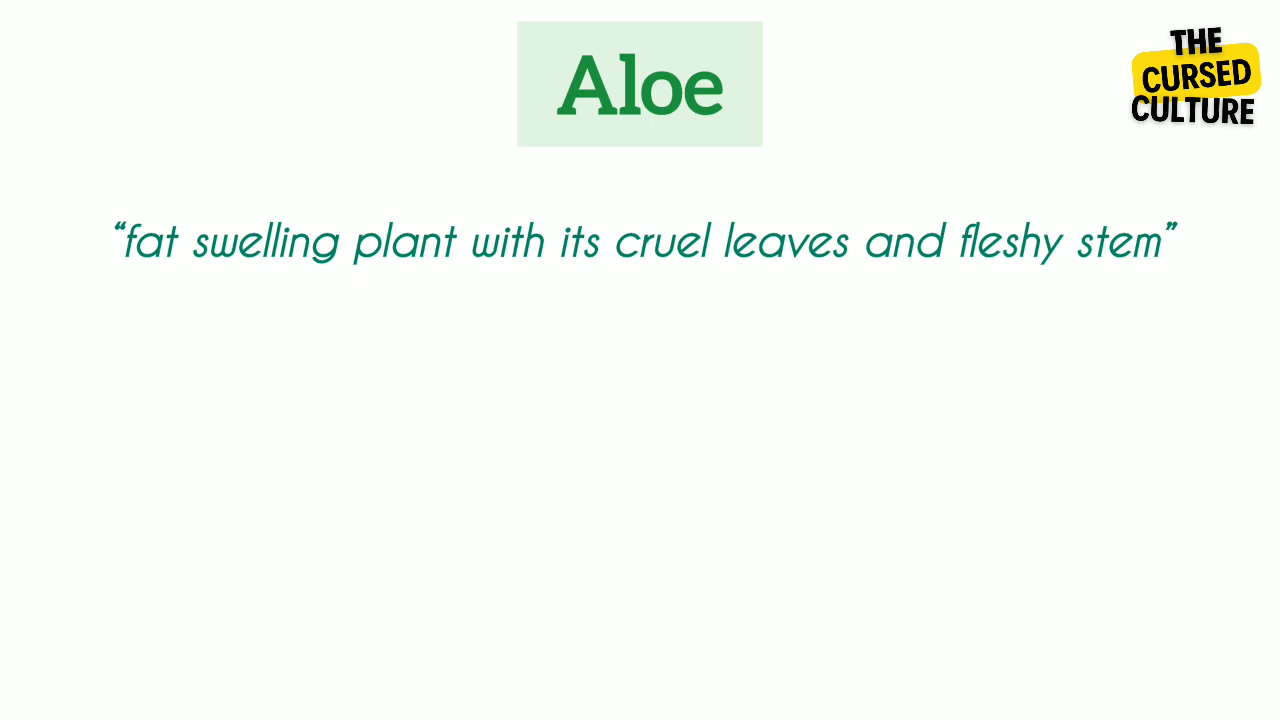 Aloe
THE
CURSED
CULTURE
“fat swelling plant with its cruel leaves and fleshy stem”